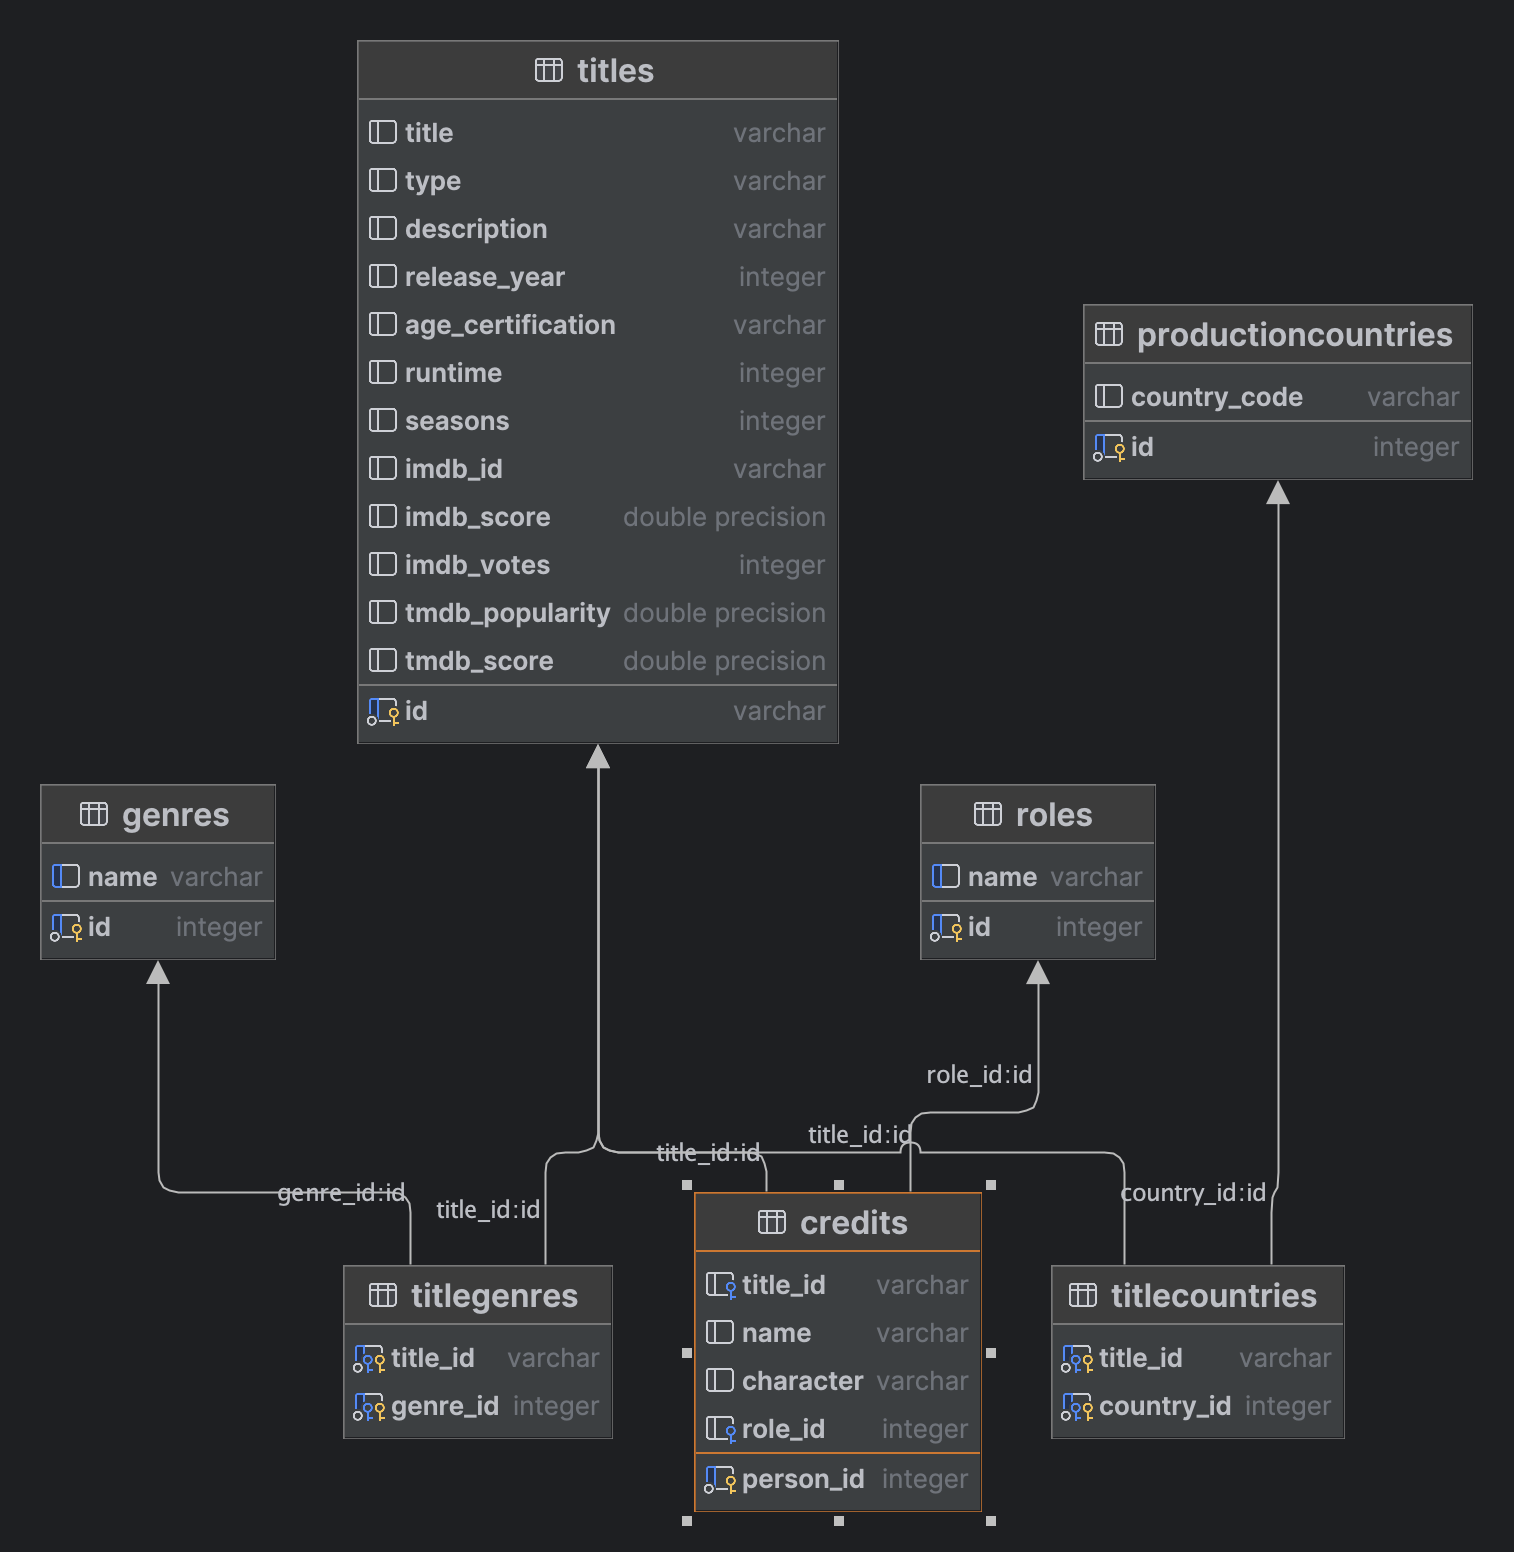 titles
title varchar
type varchar
description varchar
release_year integer
age_certification varchar
runtime integer
seasons integer
imdb_id varchar
imdb_score double precision
imdb_votes integer
tmdb_popularity double precision
tmdb_score double precision
id varchar
productioncountries
country_code varchar
id integer
genres
name varchar
id integer
roles
name varchar
id integer
role_id:id
title_id:id
title_id:id
genre_id:id
title_id:id
country_id:id
titlegenres
title_id varchar
genre_id integer
credits
title_id varchar
name varchar
character varchar
role_id integer
person_id integer
titlecountries
title_id varchar
country_id integer